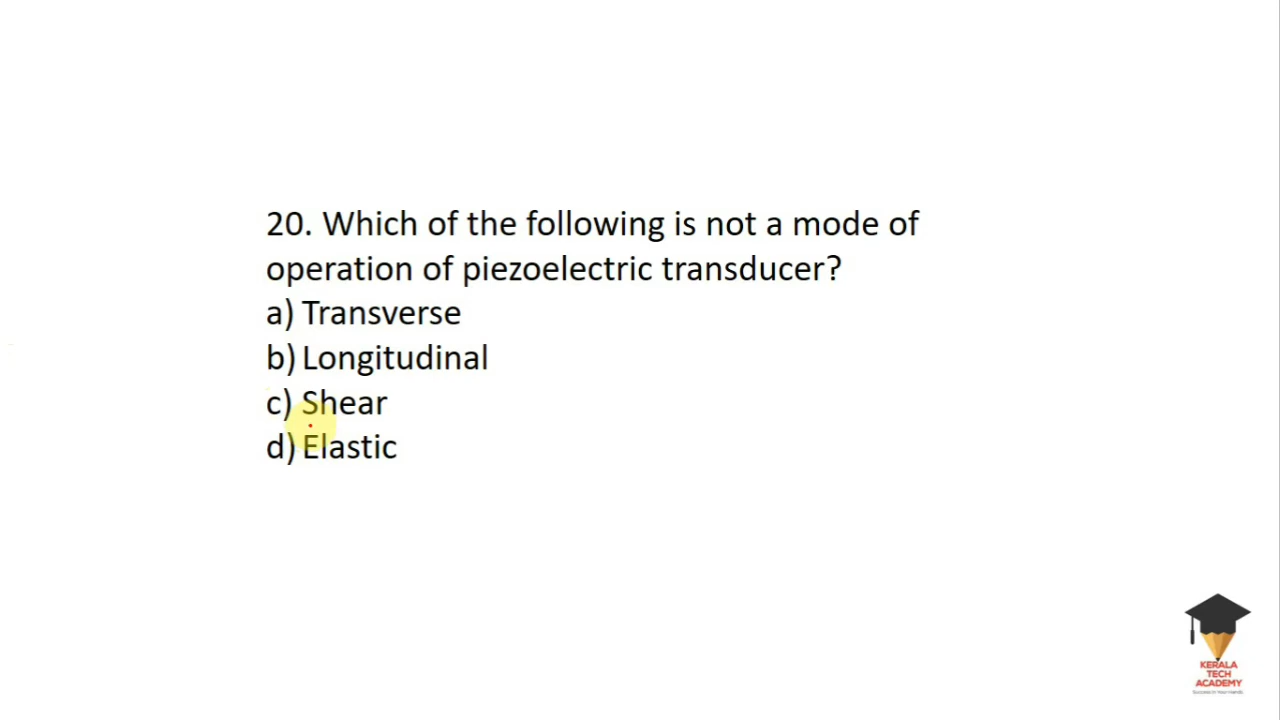 20. Which of the following is not a mode of
operation of piezoelectric transducer?
a) Transverse
b) Longitudinal
c) Shear
d) Elastic
KERALA
TECH
ACADEMY